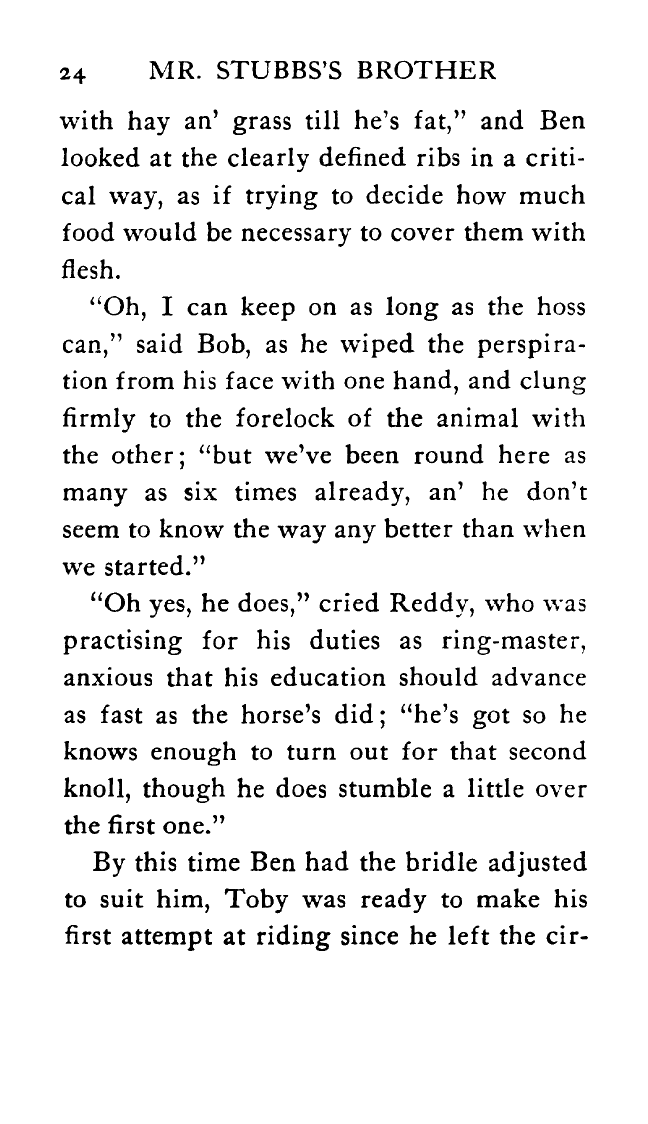 24 MR. STUBBS'S BROTHER
with hay an' grass till he's fat,” and Ben
looked at the clearly defined ribs in a criti-
cal way, as if trying to decide how much
food would be necessary to cover them with
flesh.
“Oh, I can keep on as long as the hoss
can,” said Bob, as he wiped the perspira-
tion from his face with one hand, and clung
firmly to the forelock of the animal with
the other; “but we've been round here as
many as six times already, an' he don't
seem to know the way any better than when
we started.”
“Oh yes, he does,” cried Reddy, who was
practising for his duties as ring-master,
anxious that his education should advance
as fast as the horse's did; “he's got so he
knows enough to turn out for that second
knoll, though he does stumble a little over
the first one.”
By this time Ben had the bridle adjusted
to suit him, Toby was ready to make his
first attempt at riding since he left the cir-